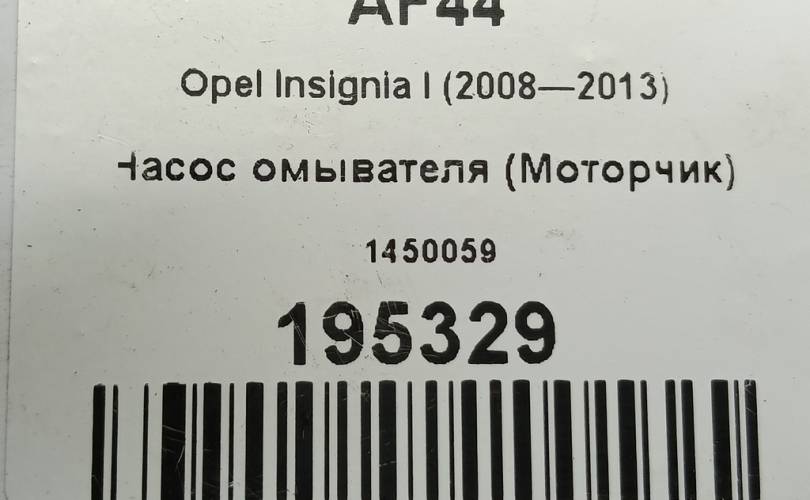 AF44
Opel Insignia I (2008—2013)
Насос омывателя (Моторчик)
1450059
195329